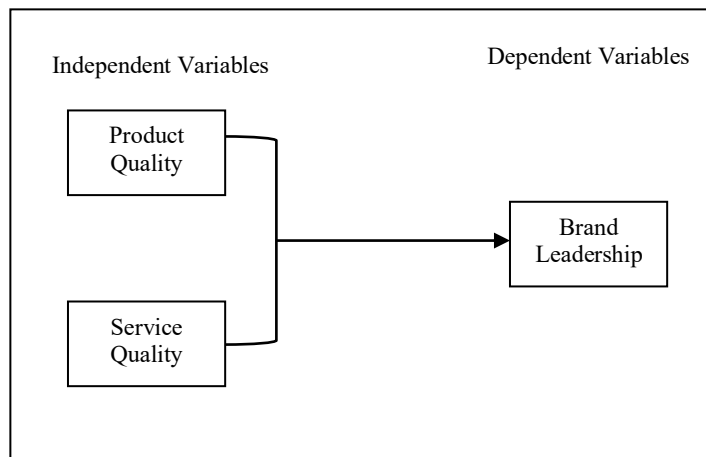 Independent Variables
Dependent Variables
Product
Quality
Brand
Leadership
Service
Quality